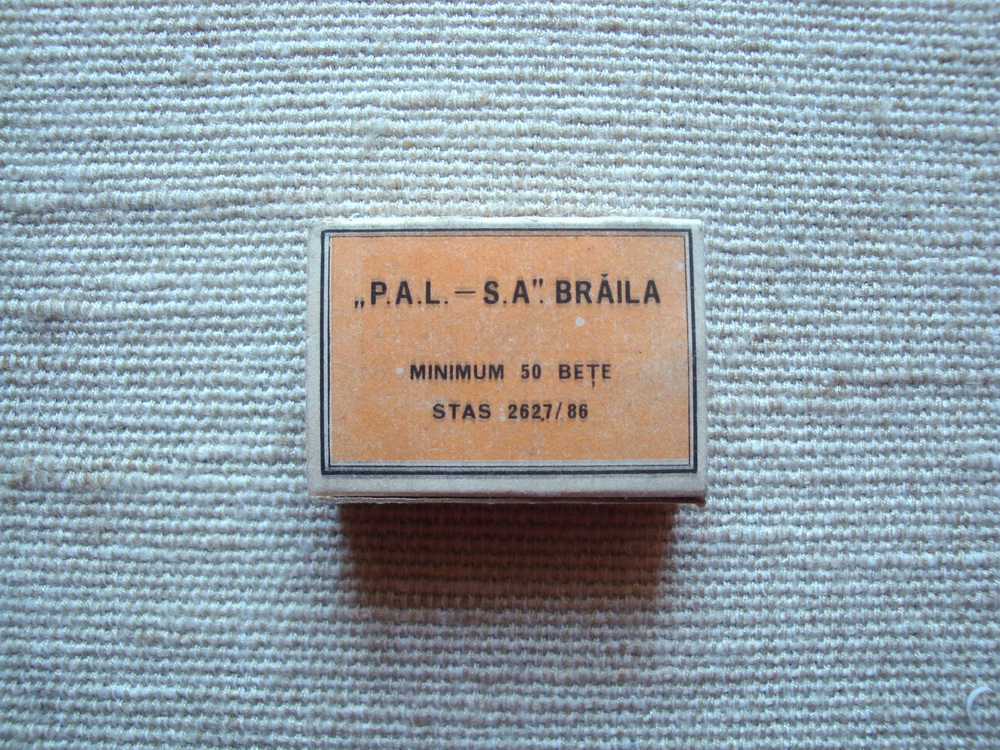 „P.A.L. – S.A”. BRĂILA
MINIMUM 50 BEȚE
STAS 2627/86